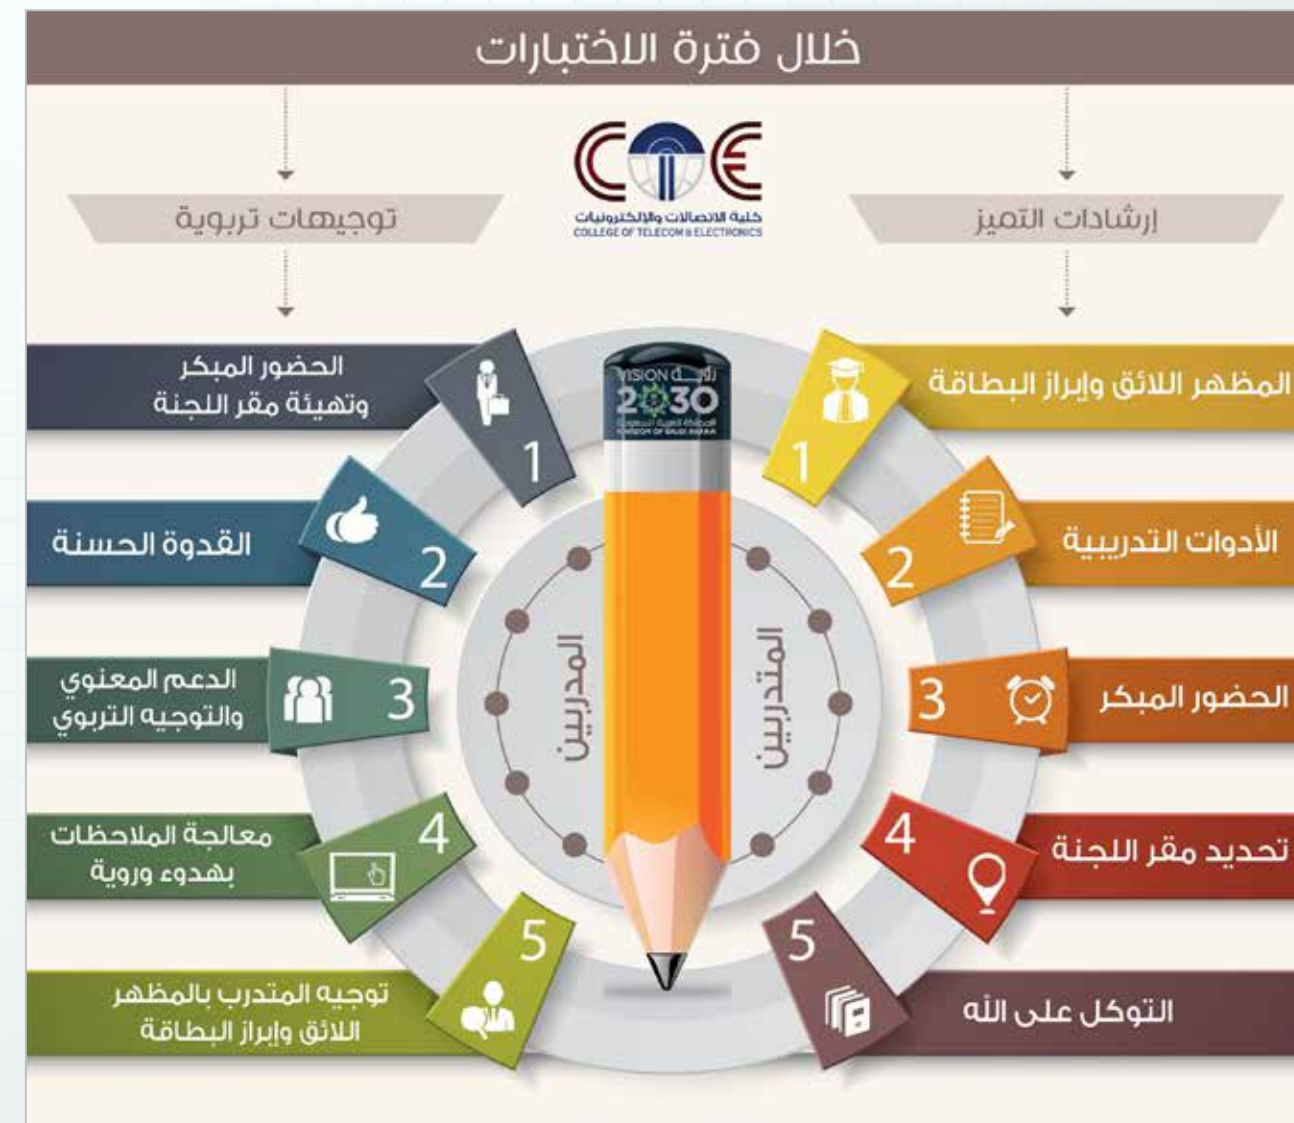 خلال فترة الاختبارات
إرشادات التميز
توجيهات تربوية
CTE
كلية الاتصالات والإلكترونيات
COLLEGE OF TELECOM & ELECTRONICS
VISION رؤيـــة
2030
المملكة العربية السعودية
KINGDOM OF SAUDI ARABIA
المتدربين
1
المظهر اللائق وإبراز البطاقة
2
الأدوات التدريبية
3
الحضور المبكر
4
تحديد مقر اللجنة
5
التوكل على الله
المدربين
1
الحضور المبكر
وتهيئة مقر اللجنة
2
القدوة الحسنة
3
الدعم المعنوي
والتوجيه التربوي
4
معالجة الملاحظات
بهدوء وروية
5
توجيه المتدرب بالمظهر
اللائق وإبراز البطاقة